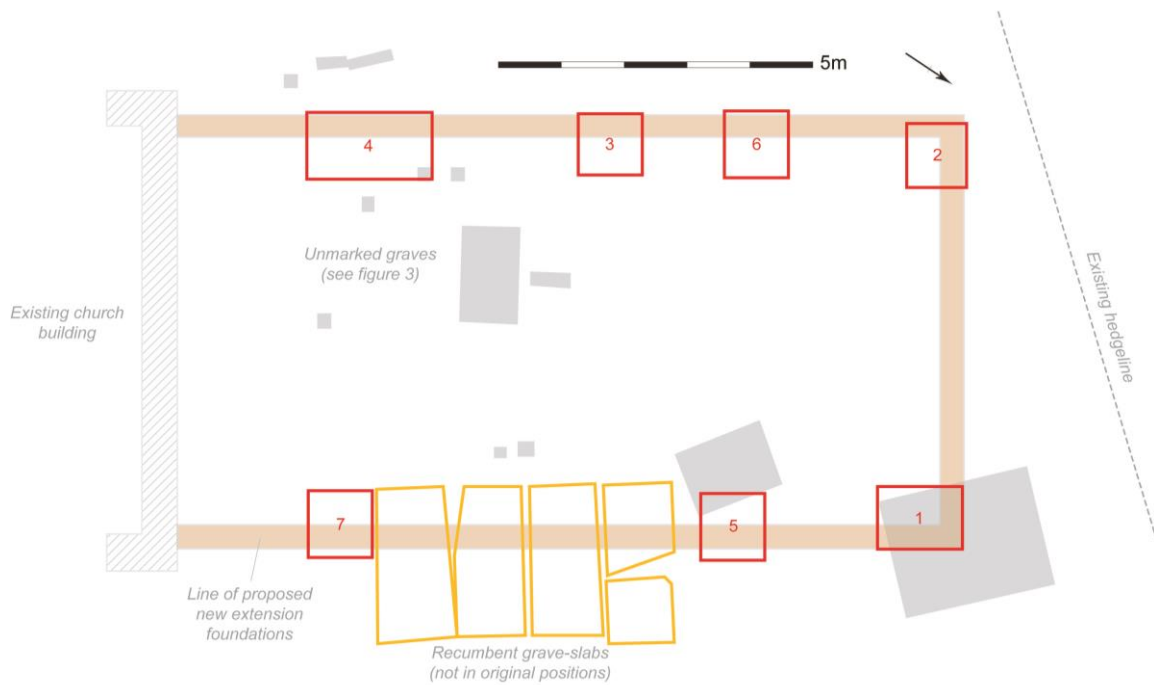 5m
4
3
6
2
Unmarked graves
(see figure 3)
Existing church
building
Existing hedgeline
7
5
1
Line of proposed
new extension
foundations
Recumbent grave-slabs
(not in original positions)